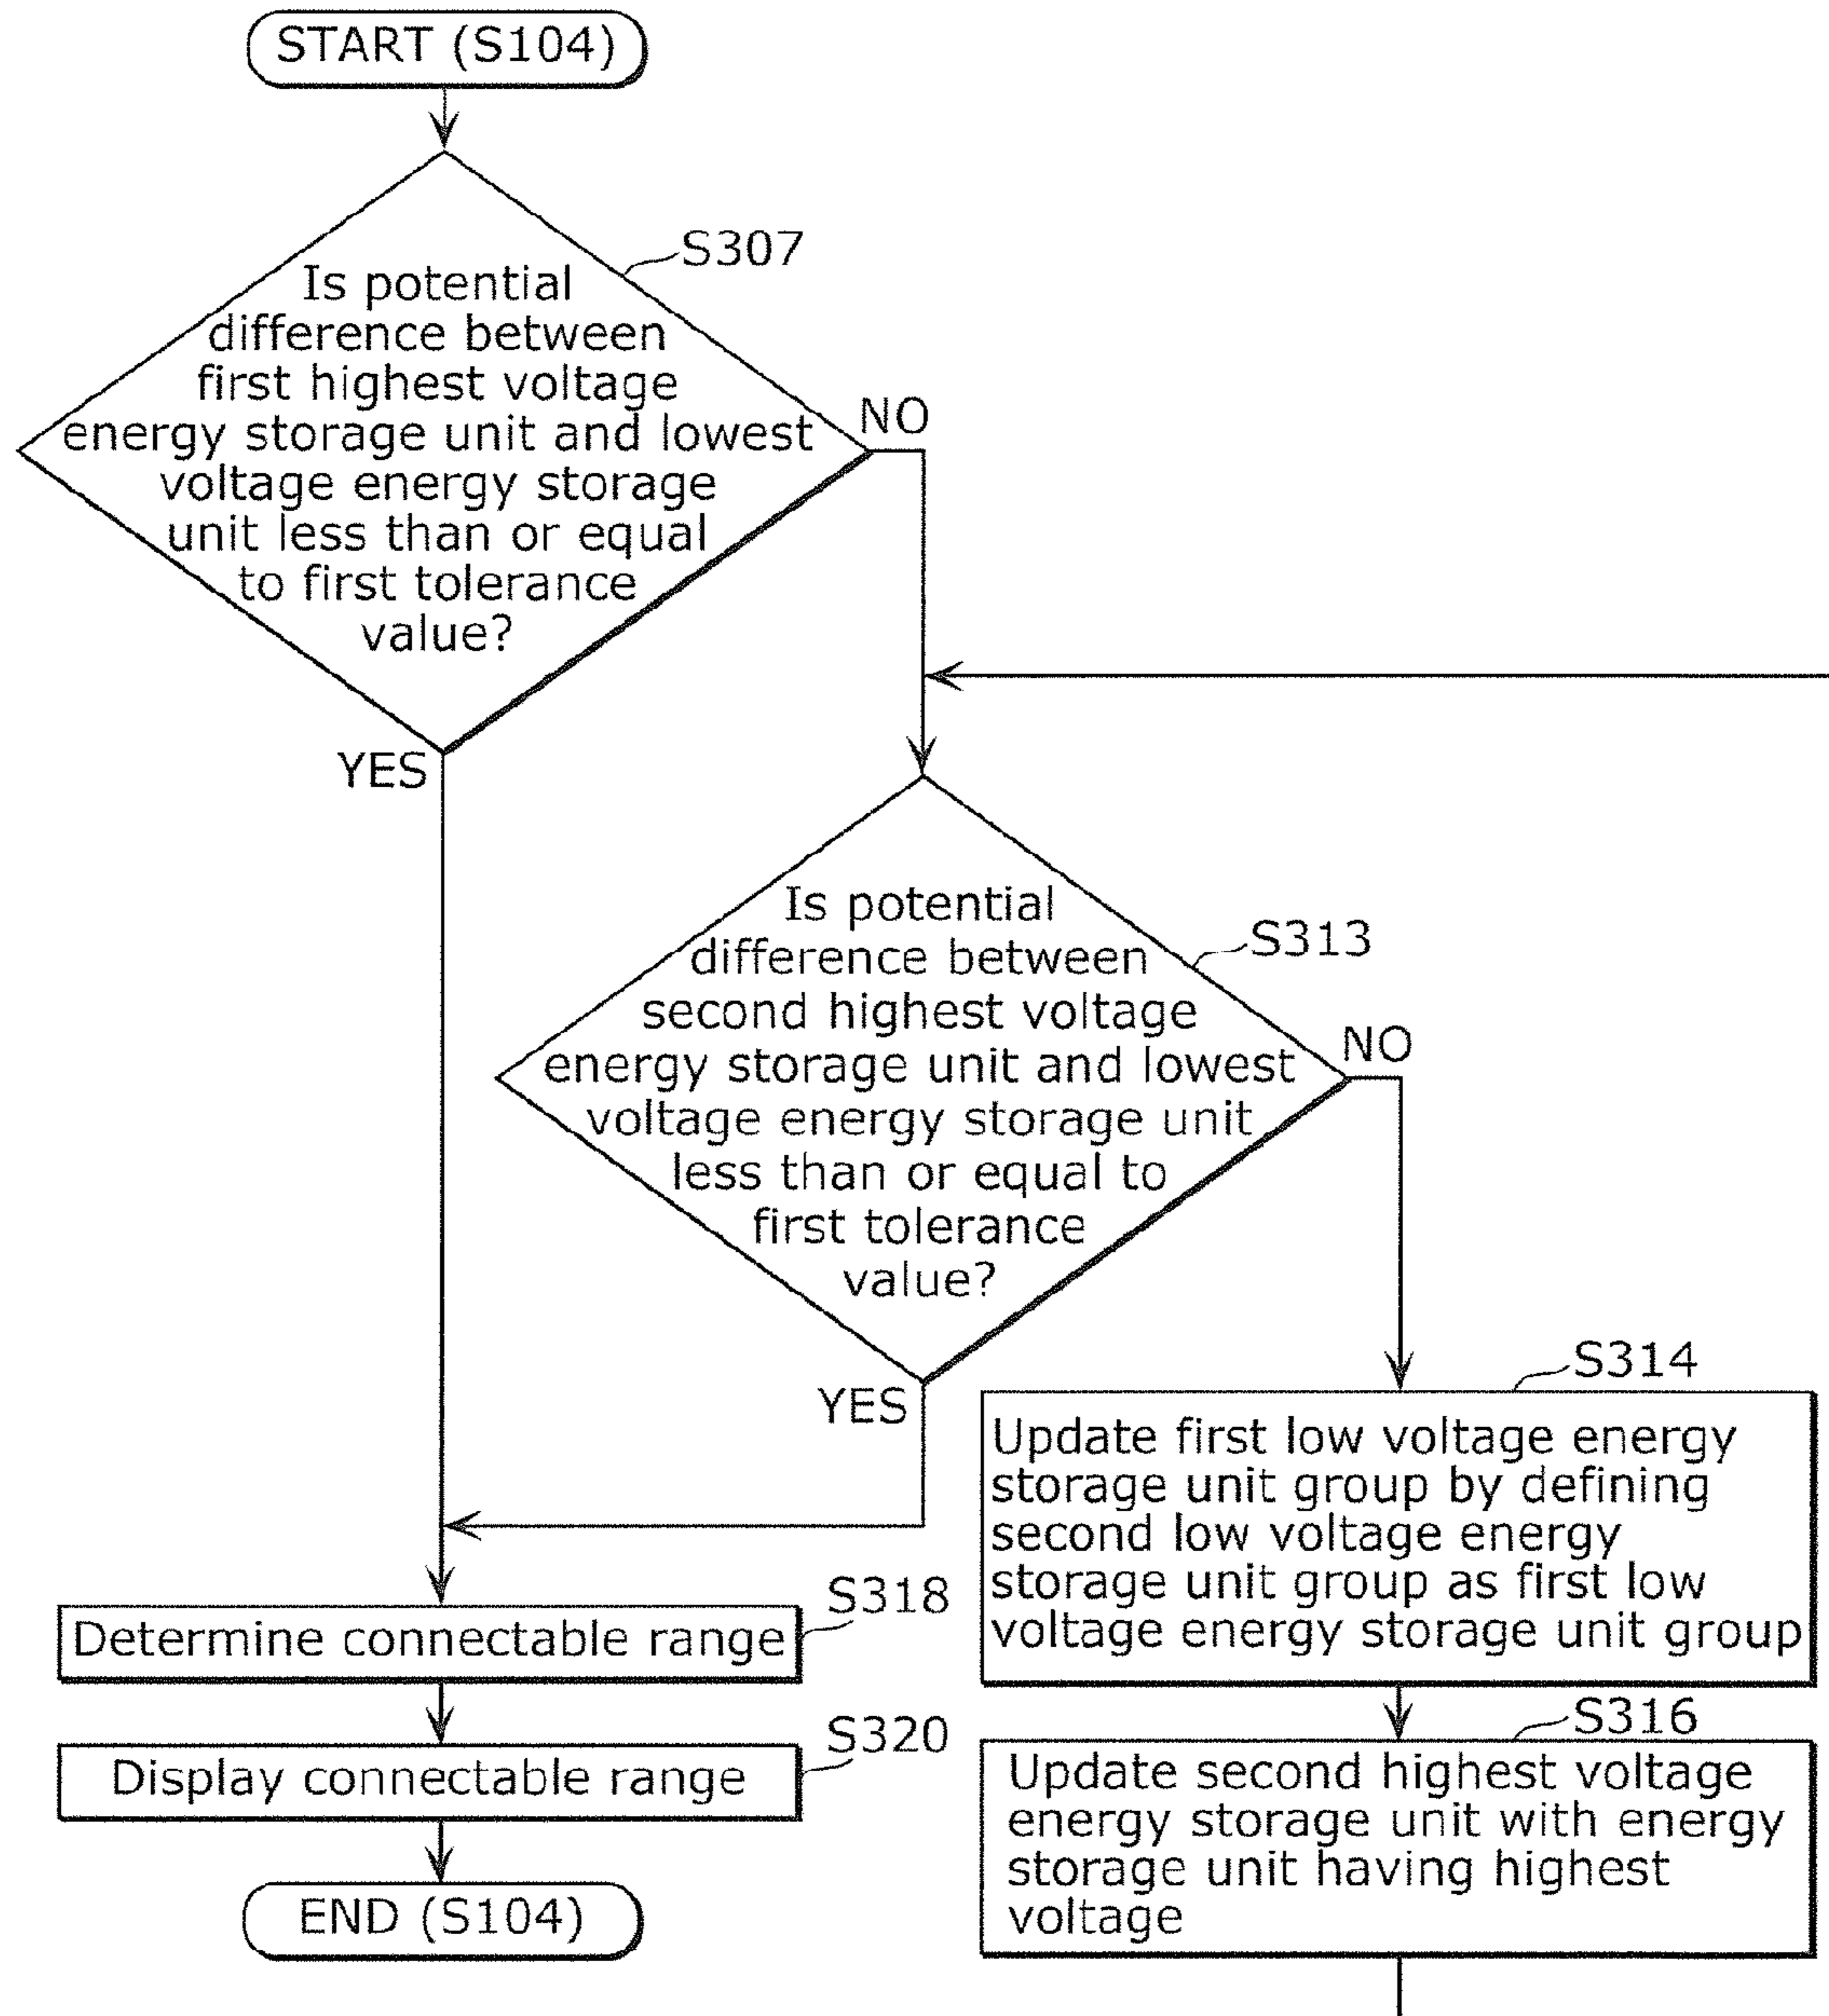 START (S104)
S307
Is potential
difference between
first highest voltage
energy storage unit and lowest
voltage energy storage
unit less than or equal
to first tolerance
value?
NO
YES
Is potential
difference between
second highest voltage
energy storage unit and lowest
voltage energy storage unit
less than or equal to
first tolerance
value?
S313
NO
YES
S314
Update first low voltage energy
storage unit group by defining
second low voltage energy
storage unit group as first low
voltage energy storage unit group
S318
Determine connectable range
S316
Update second highest voltage
energy storage unit with energy
storage unit having highest
voltage
S320
Display connectable range
END (S104)